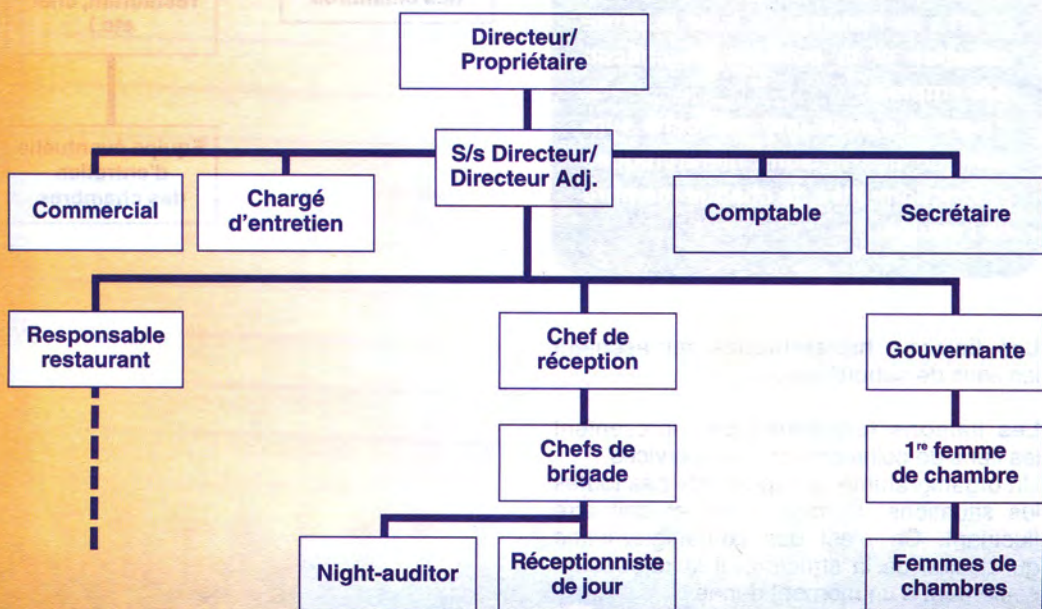 Directeur/
Propriétaire
S/s Directeur/
Directeur Adj.
Commercial
Chargé
d'entretien
Comptable
Secrétaire
Responsable
restaurant
Chef de
réception
Gouvernante
Chefs de
brigade
1re femme
de chambre
Night-auditor
Réceptionniste
de jour
Femmes de
chambres